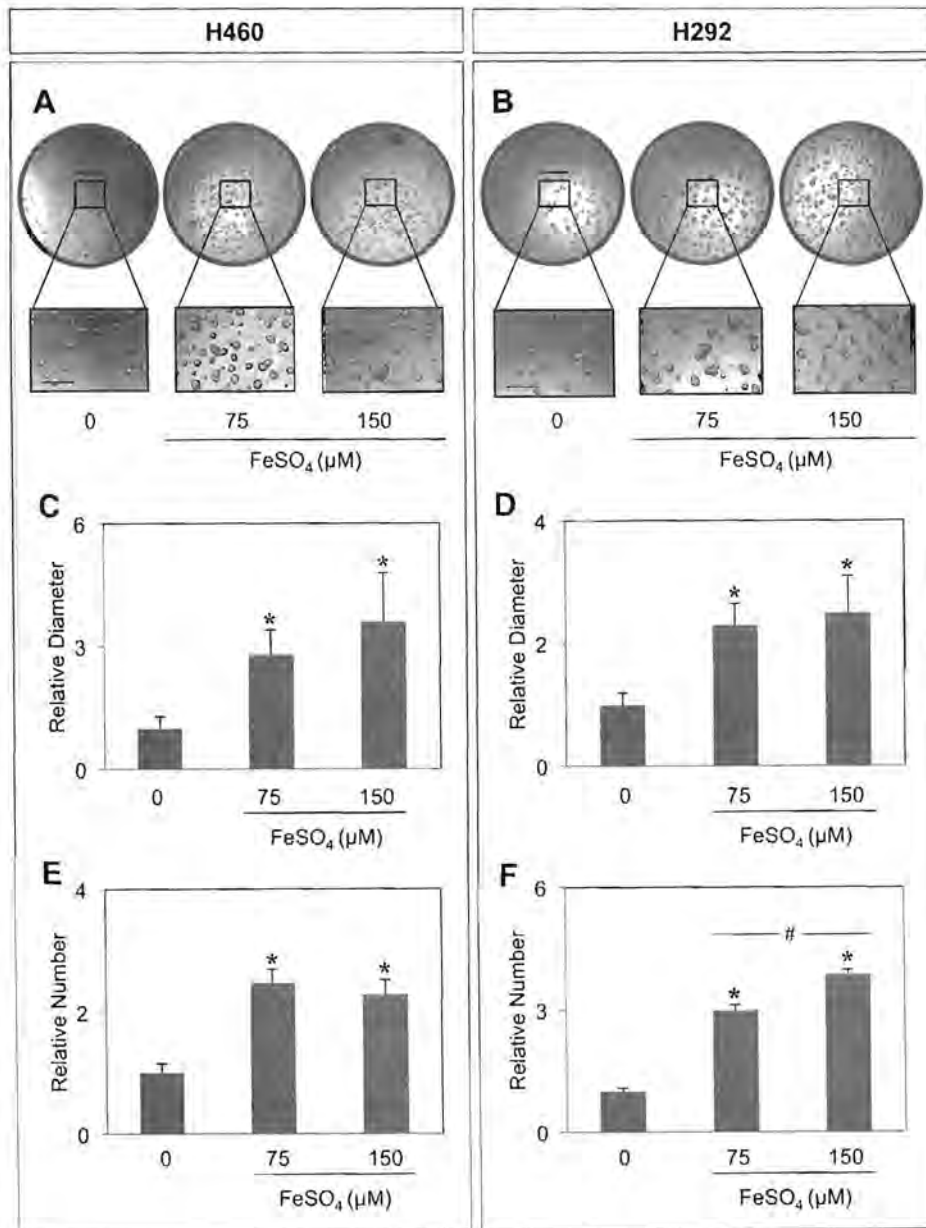 H460 H292
A B
0 75 150 0 75 150
FeSO₄ (µM) FeSO₄ (µM)
C D
6 4
* * * *
Relative Diameter Relative Diameter
3 2
0 0
0 75 150 0 75 150
FeSO₄ (µM) FeSO₄ (µM)
E F
4 6
* * * # *
Relative Number Relative Number
2 3
0 0
0 75 150 0 75 150
FeSO₄ (µM) FeSO₄ (µM)